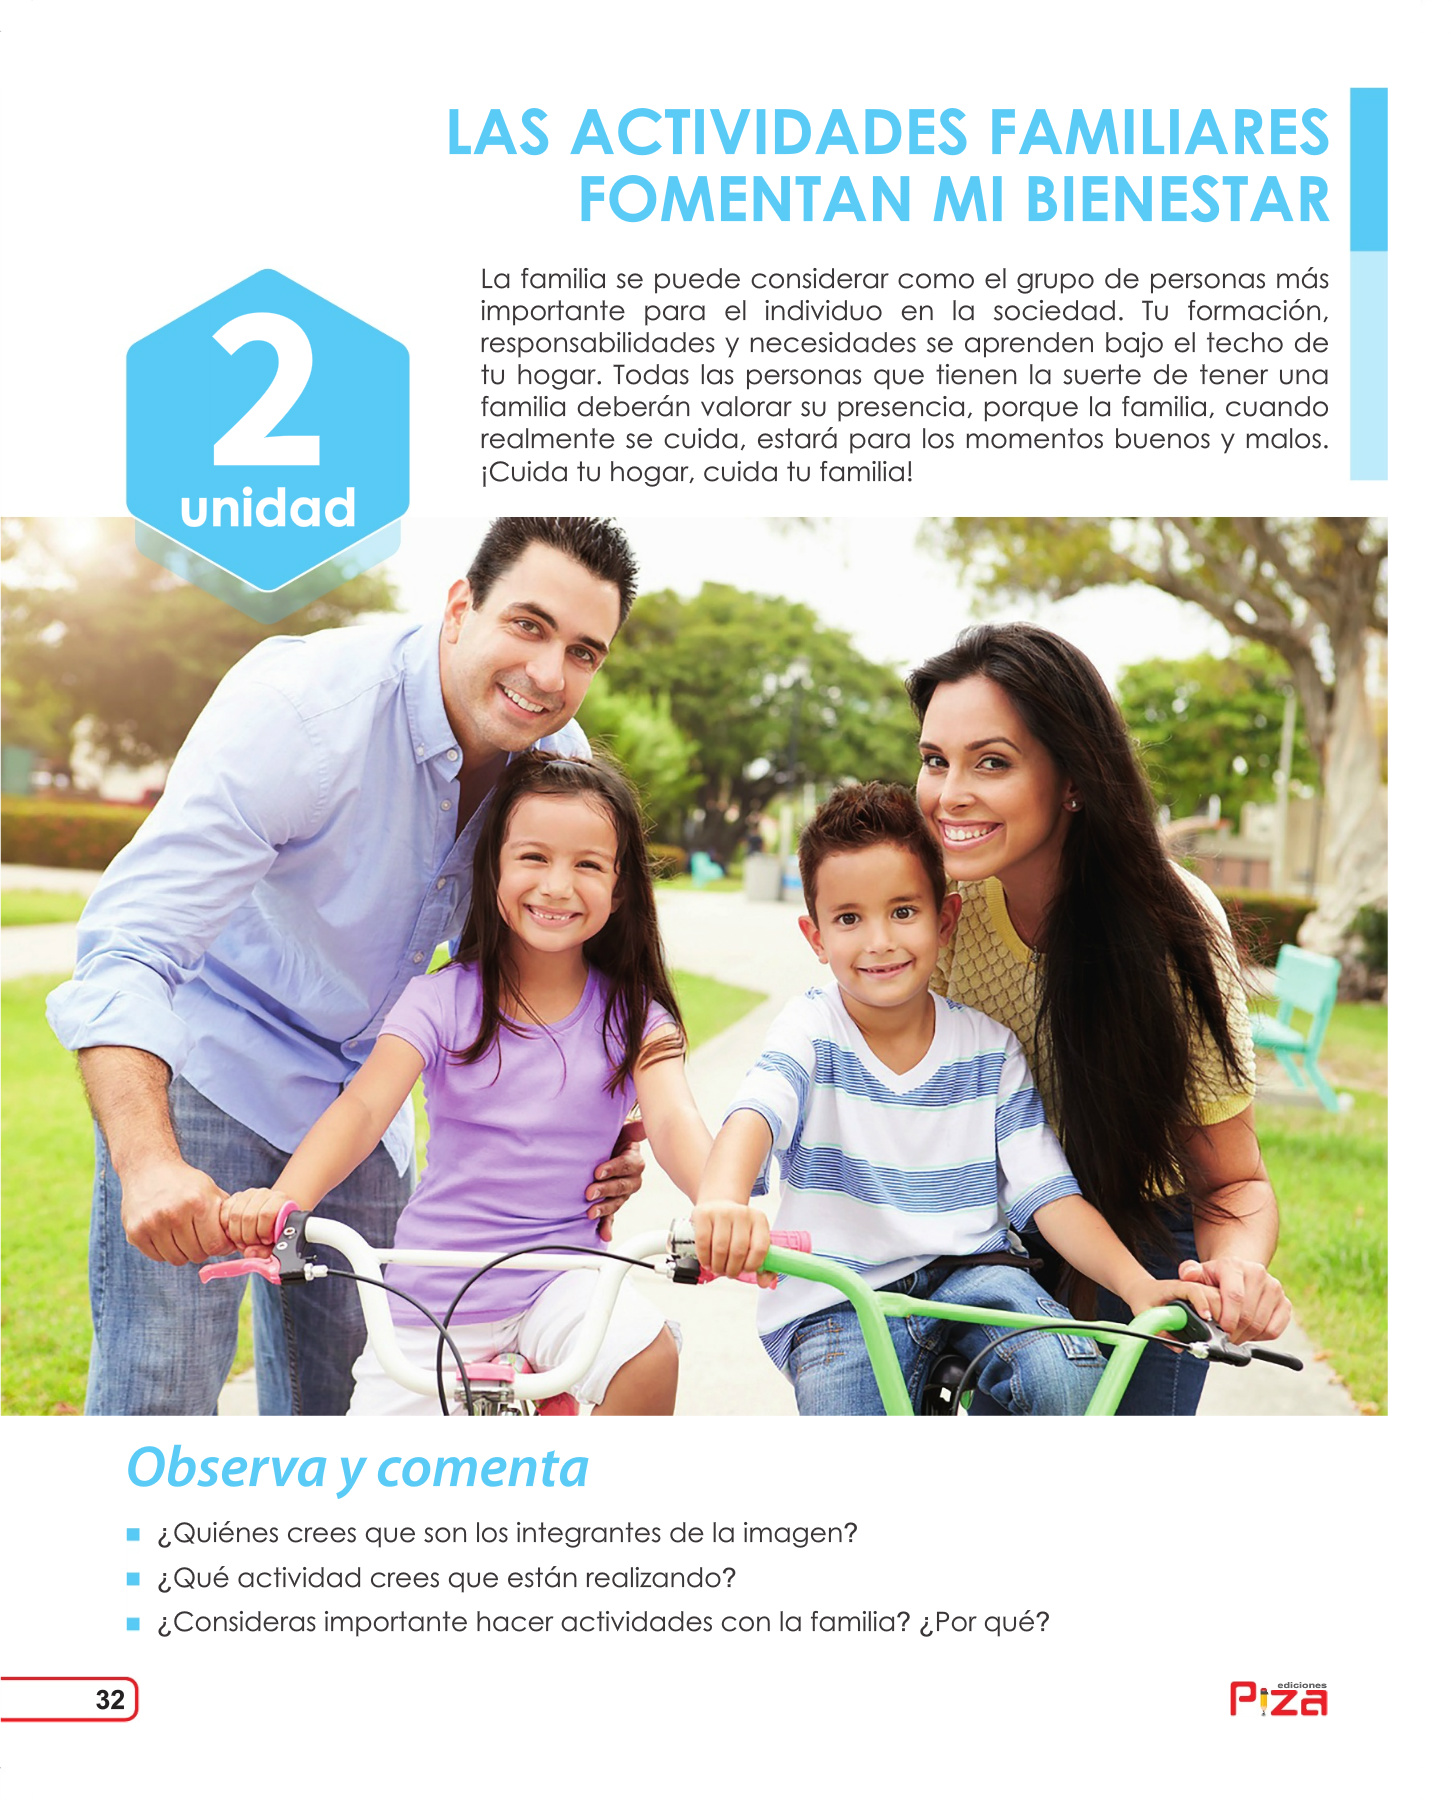 LAS ACTIVIDADES FAMILIARES
FOMENTAN MI BIENESTAR
La familia se puede considerar como el grupo de personas más
importante para el individuo en la sociedad. Tu formación,
responsabilidades y necesidades se aprenden bajo el techo de
tu hogar. Todas las personas que tienen la suerte de tener una
familia deberán valorar su presencia, porque la familia, cuando
realmente se cuida, estará para los momentos buenos y malos.
¡Cuida tu hogar, cuida tu familia!
2
unidad
Observa y comenta
¿Quiénes crees que son los integrantes de la imagen?
¿Qué actividad crees que están realizando?
¿Consideras importante hacer actividades con la familia? ¿Por qué?
32
ediciones
Piza